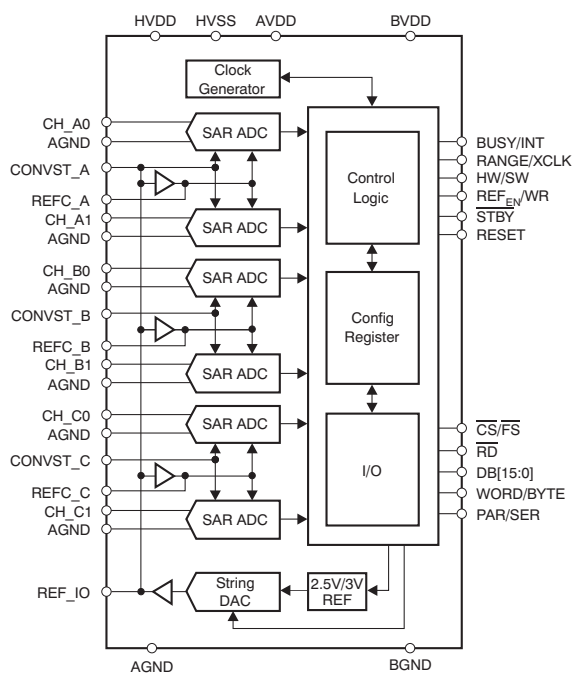 HVDD HVSS AVDD BVDD
Clock
Generator
CH_A0
AGND
SAR ADC
CONVST_A
REFC_A
CH_A1
AGND
SAR ADC
CH_B0
AGND
SAR ADC
CONVST_B
REFC_B
CH_B1
AGND
SAR ADC
CH_C0
AGND
SAR ADC
CONVST_C
REFC_C
CH_C1
AGND
SAR ADC
REF_IO
String
DAC
2.5V/3V
REF
Control
Logic
Config
Register
I/O
BUSY/INT
RANGE/XCLK
HW/SW
REF_EN/WR
STBY
RESET
CS/FS
RD
DB[15:0]
WORD/BYTE
PAR/SER
AGND
BGND